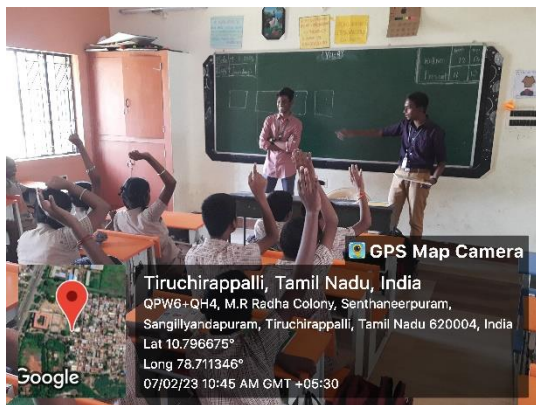 GPS Map Camera
Tiruchirappalli, Tamil Nadu, India
QPW6+QH4, M.R Radha Colony, Senthaneerpuram,
Sangillyandapuram, Tiruchirappalli, Tamil Nadu 620004, India
Lat 10.796675°
Long 78.711346°
07/02/23 10:45 AM GMT +05:30
Google